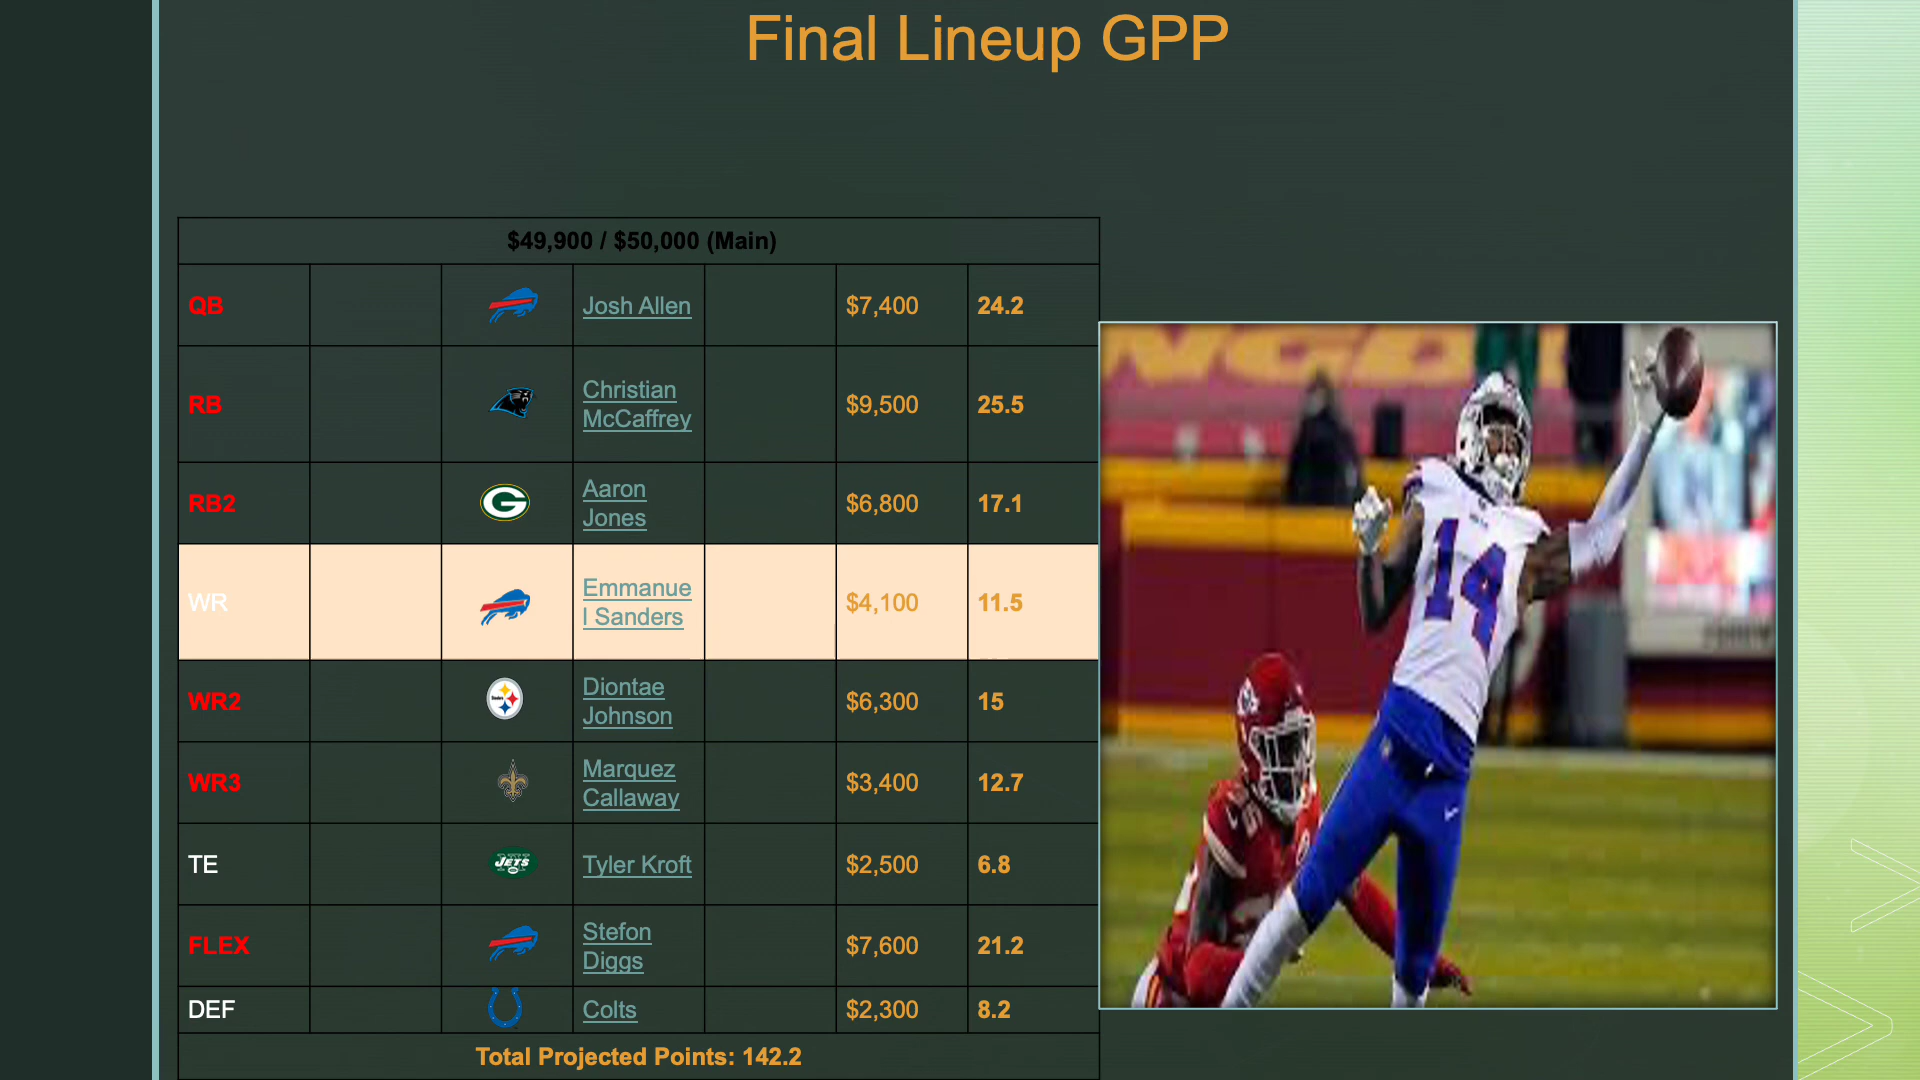 Final Lineup GPP
$49,900 / $50,000 (Main)
QB Josh Allen $7,400 24.2
RB Christian
McCaffrey $9,500 25.5
RB2 Aaron
Jones $6,800 17.1
WR Emmanue
l Sanders $4,100 11.5
WR2 Diontae
Johnson $6,300 15
WR3 Marquez
Callaway $3,400 12.7
TE JETS Tyler Kroft $2,500 6.8
FLEX Stefon
Diggs $7,600 21.2
DEF Colts $2,300 8.2
Total Projected Points: 142.2
14